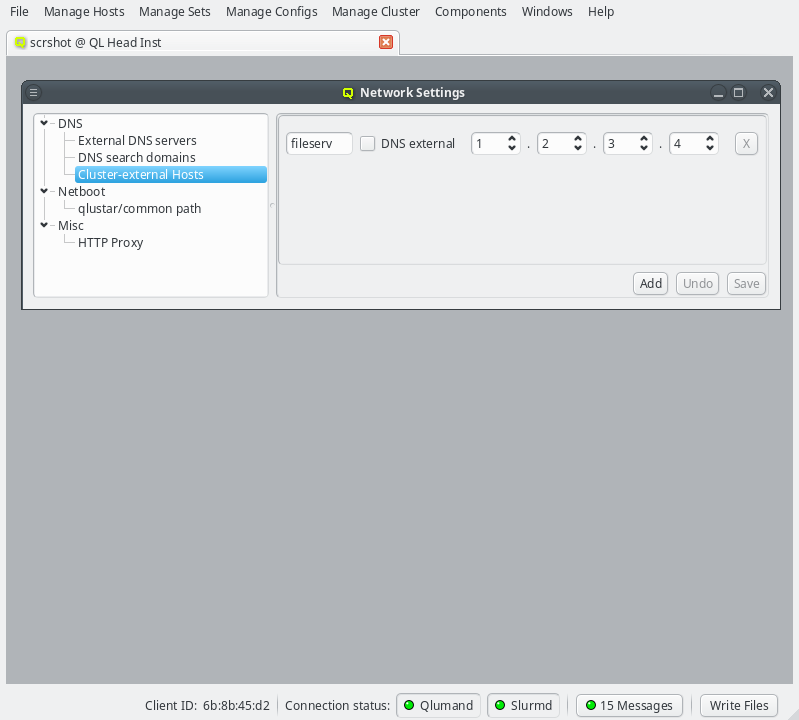 File Manage Hosts Manage Sets Manage Configs Manage Cluster Components Windows Help
scrshot @ QL Head Inst
Network Settings
DNS
External DNS servers
DNS search domains
Cluster-external Hosts
Netboot
qlustar/common path
Misc
HTTP Proxy
fileserv DNS external 1 . 2 . 3 . 4 X
Add Undo Save
Client ID: 6b:8b:45:d2 Connection status: Qlumand Slurmd 15 Messages Write Files